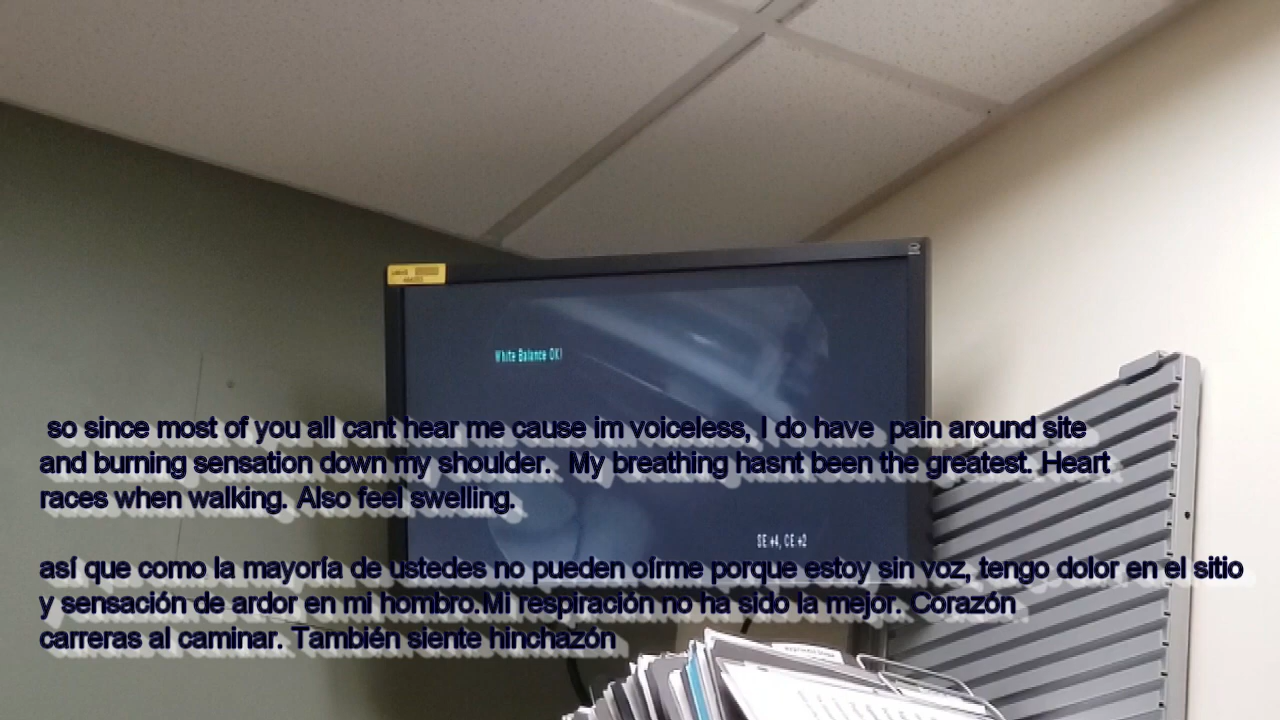 White Balance OK!
so since most of you all cant hear me cause im voiceless, I do have pain around site
and burning sensation down my shoulder. My breathing hasnt been the greatest. Heart
races when walking. Also feel swelling.
SE:+4, CE:+2
así que como la mayoría de ustedes no pueden oírme porque estoy sin voz, tengo dolor en el sitio
y sensación de ardor en mi hombro.Mi respiración no ha sido la mejor. Corazón
carreras al caminar. También siente hinchazón